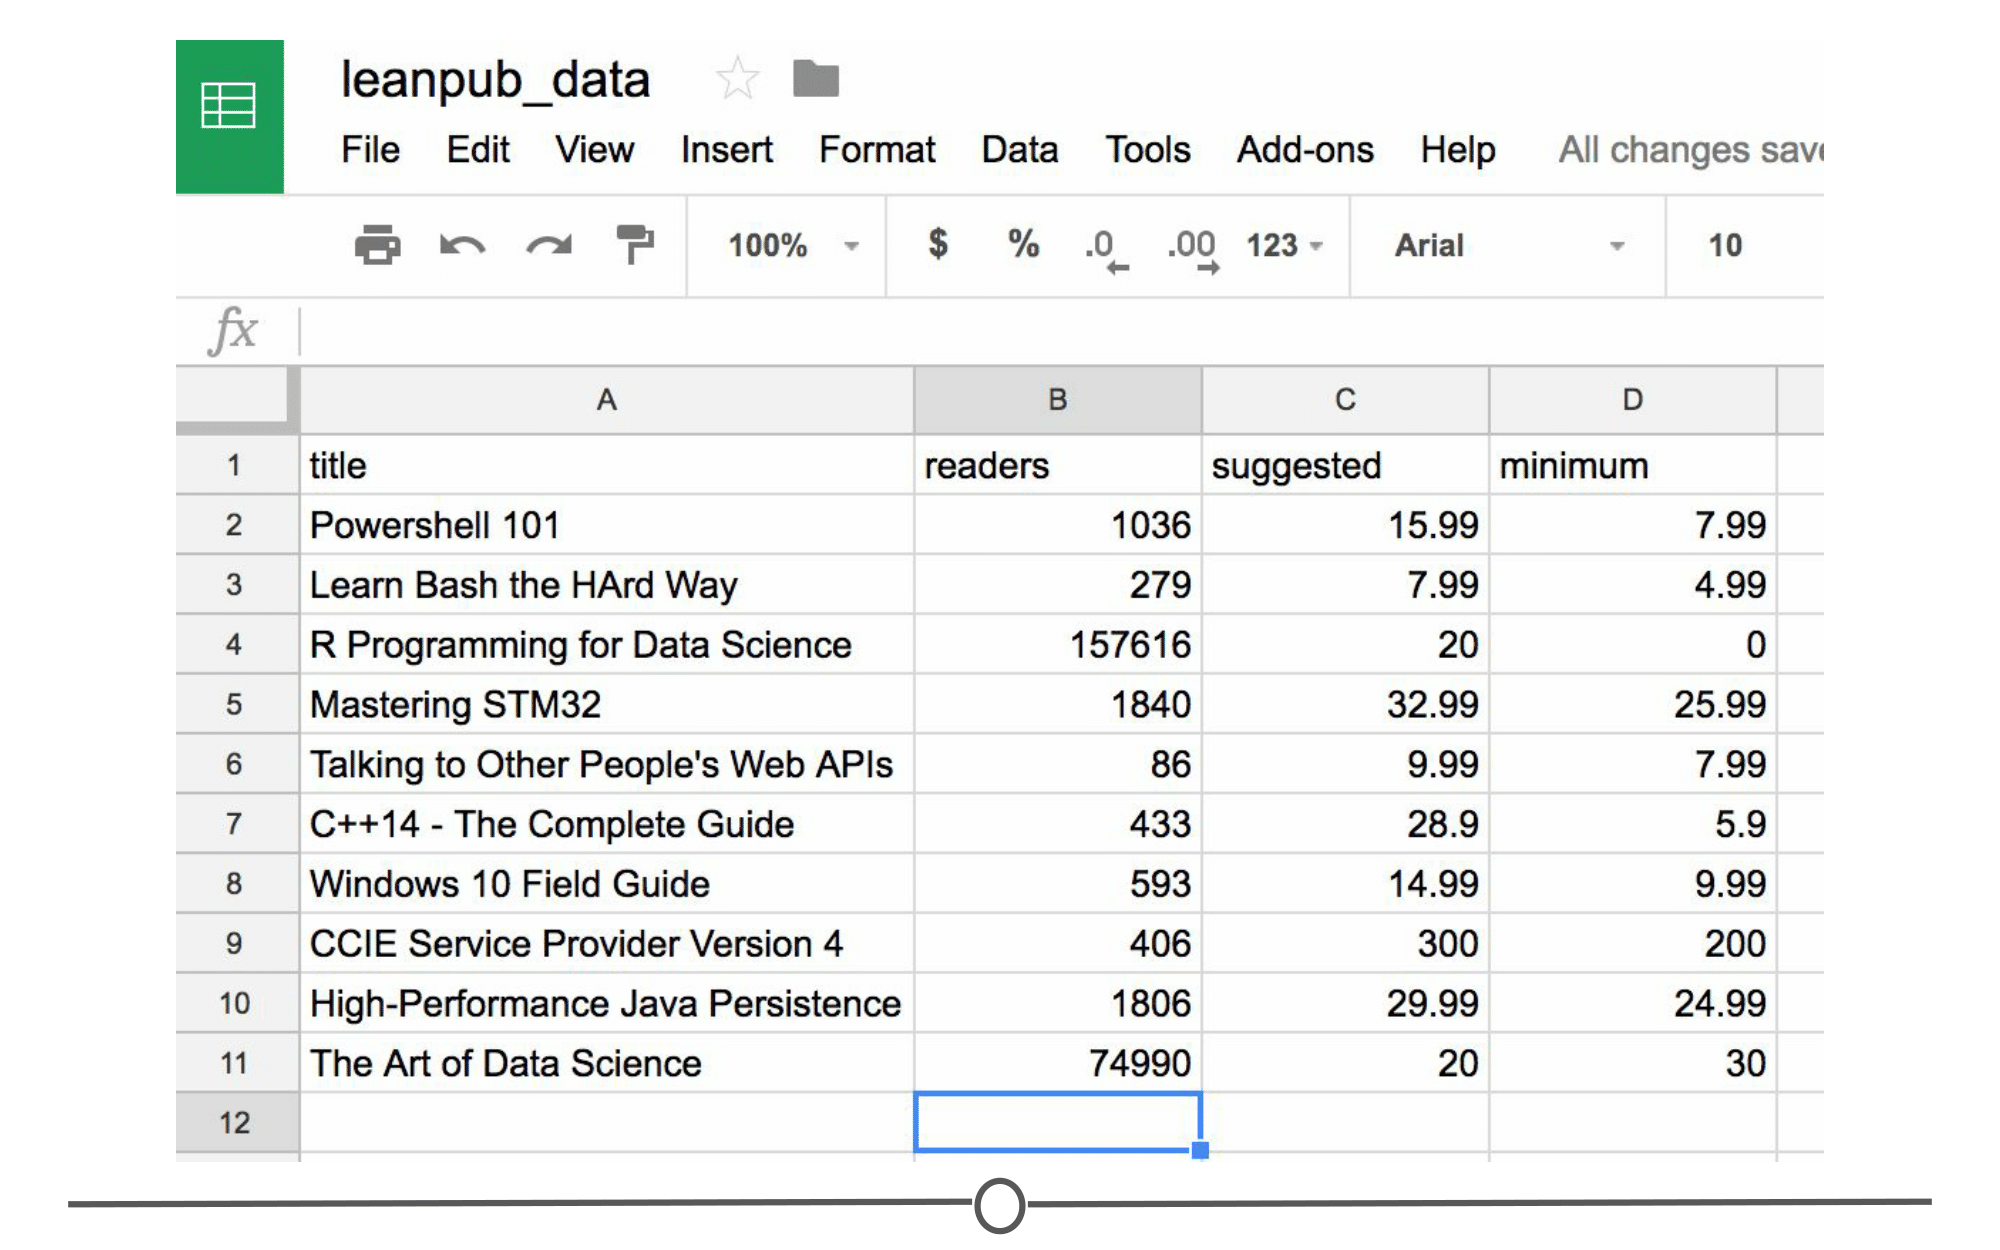 leanpub_data
File Edit View Insert Format Data Tools Add-ons Help All changes
100% $ % .0 .00 123 Arial 10
fx
A B C D
1 title readers suggested minimum
2 Powershell 101 1036 15.99 7.99
3 Learn Bash the HArd Way 279 7.99 4.99
4 R Programming for Data Science 157616 20 0
5 Mastering STM32 1840 32.99 25.99
6 Talking to Other People's Web APIs 86 9.99 7.99
7 C++14 - The Complete Guide 433 28.9 5.9
8 Windows 10 Field Guide 593 14.99 9.99
9 CCIE Service Provider Version 4 406 300 200
10 High-Performance Java Persistence 1806 29.99 24.99
11 The Art of Data Science 74990 20 30
12